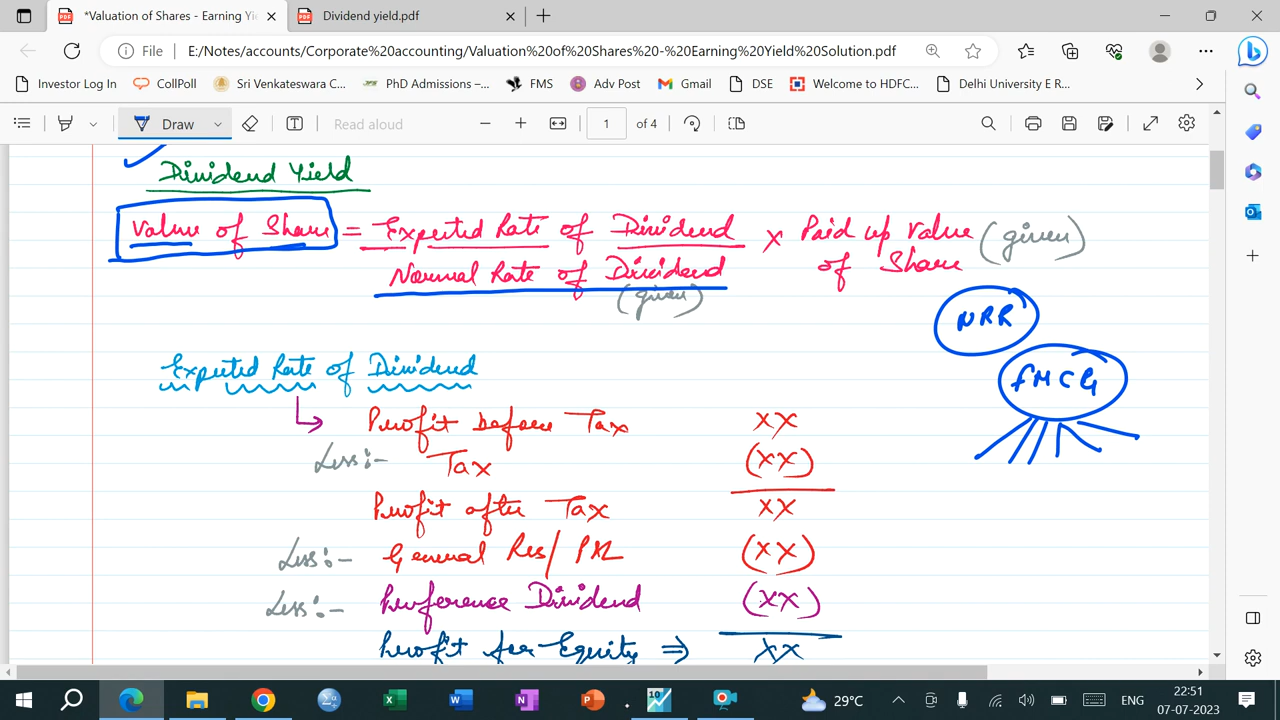 *Valuation of Shares - Earning Yi
Dividend yield.pdf
File
E:/Notes/accounts/Corporate%20accounting/Valuation%20of%20Shares%20-%20Earning%20Yield%20Solution.pdf
Investor Log In
CollPoll
Sri Venkateswara C...
PhD Admissions –...
FMS
Adv Post
Gmail
DSE
Welcome to HDFC...
Delhi University E R...
Draw
Read aloud
1
of 4
Dividend Yield
Value of Share = Expected Rate of Dividend × Paid up value (given)
Normal Rate of Dividend of Share
(given)
NRR
FMCG
Expected Rate of Dividend
Profit before Tax XX
Less:- Tax (XX)
Profit after Tax XX
Less:- General Res/ P&L (XX)
Less:- Preference Dividend (XX)
Profit for Equity ⇒ XX
29°C
ENG
22:51
07-07-2023